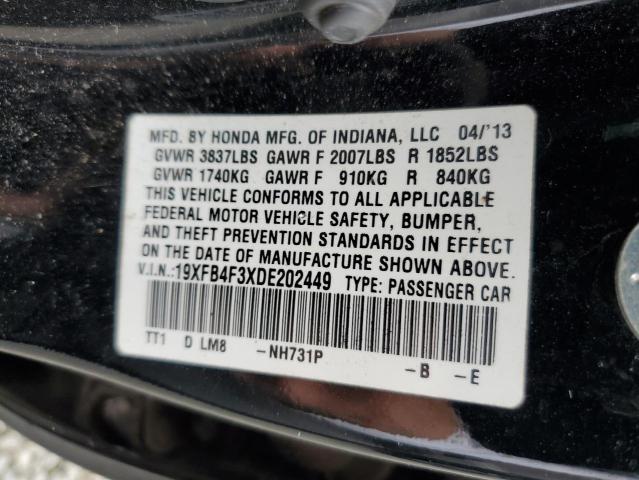 MFD. BY HONDA MFG. OF INDIANA, LLC 04/'13
GVWR 3837LBS GAWR F 2007LBS R 1852LBS
GVWR 1740KG GAWR F 910KG R 840KG
THIS VEHICLE CONFORMS TO ALL APPLICABLE
FEDERAL MOTOR VEHICLE SAFETY, BUMPER,
AND THEFT PREVENTION STANDARDS IN EFFECT
ON THE DATE OF MANUFACTURE SHOWN ABOVE.
V.I.N.:19XFB4F3XDE202449 TYPE: PASSENGER CAR
TT1 D LM8 -NH731P -B -E